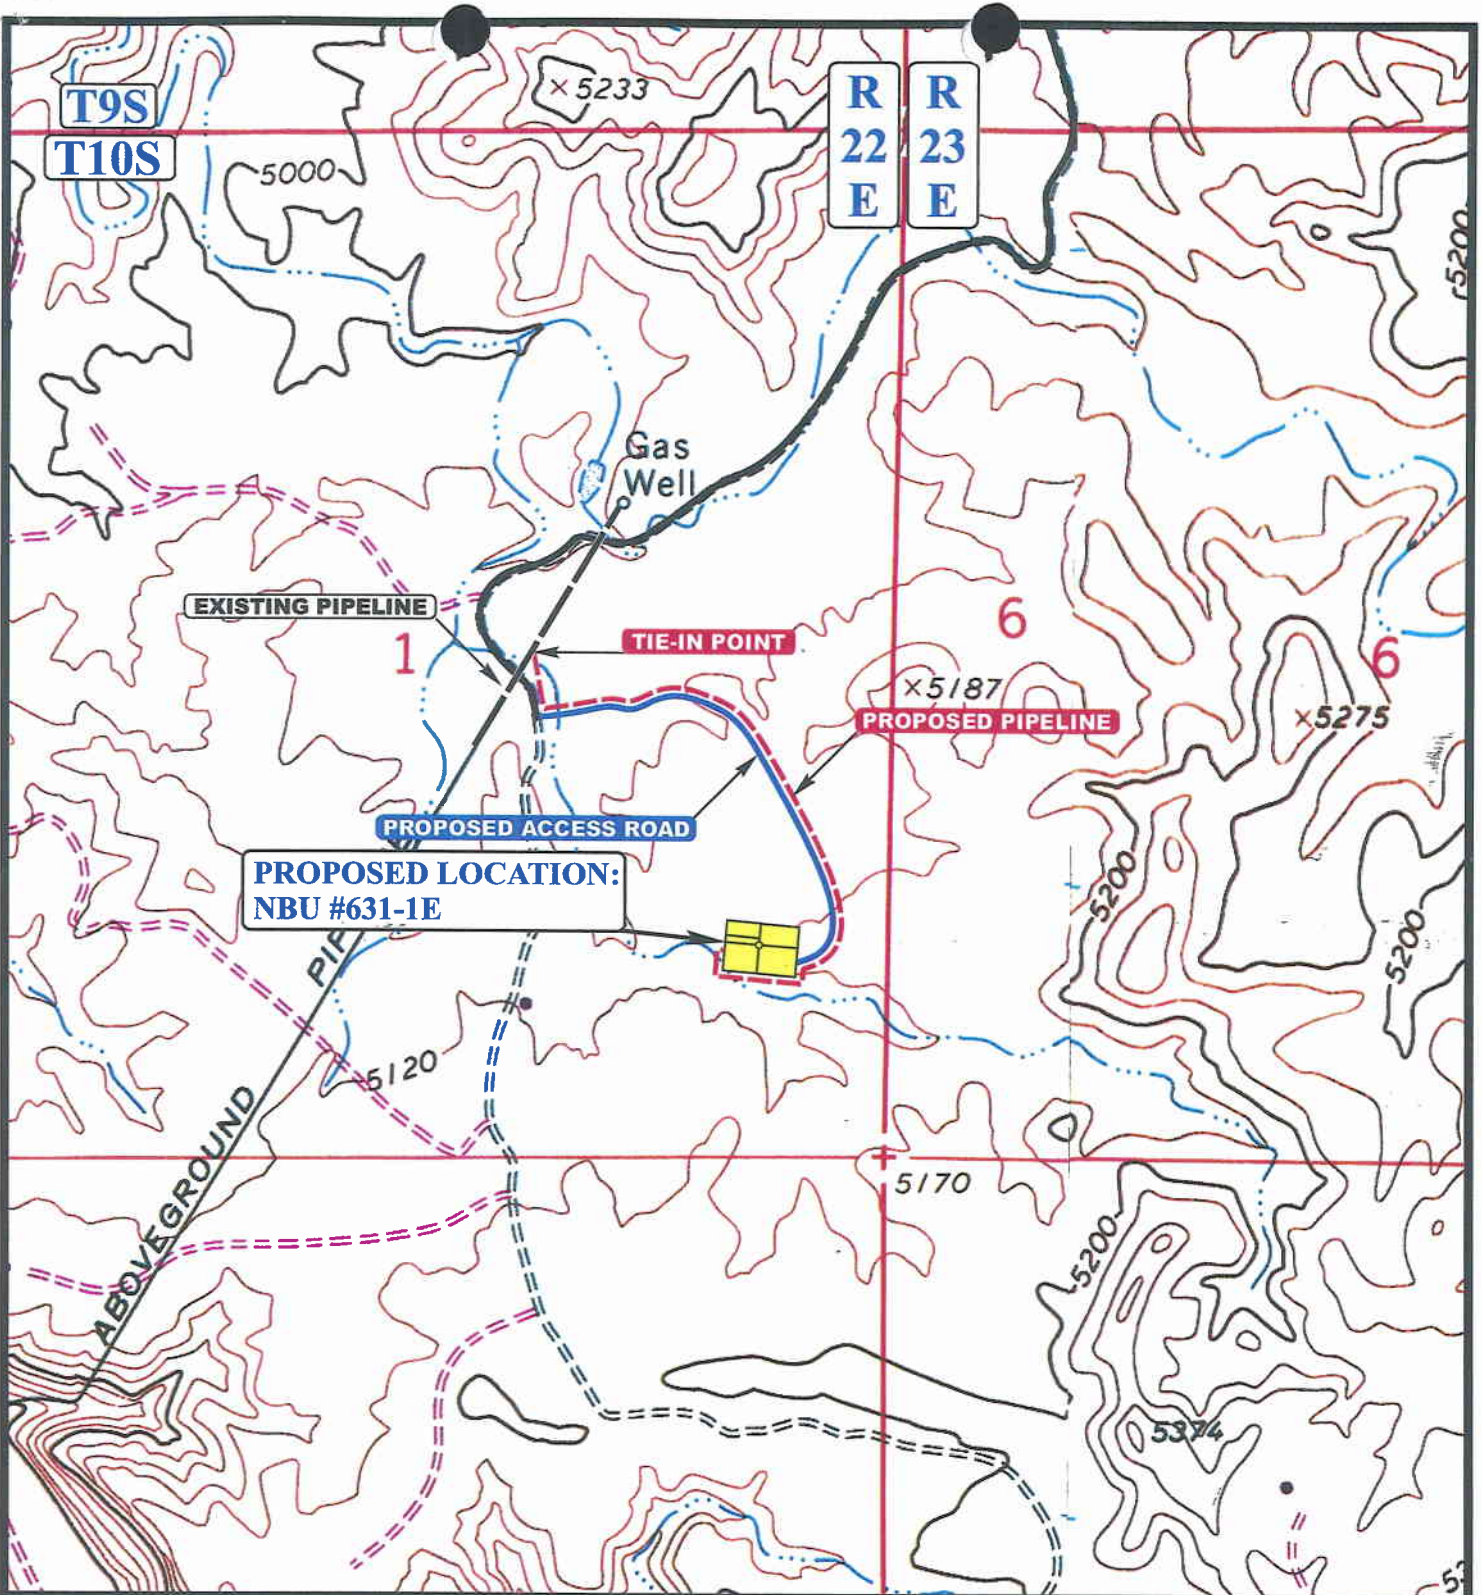 × 5233
T9S
T10S
R R
22 23
E E
5000
5200
Gas
Well
EXISTING PIPELINE
TIE-IN POINT
1
6
6
×5187
×5275
PROPOSED PIPELINE
PROPOSED ACCESS ROAD
PROPOSED LOCATION:
NBU #631-1E
5200
5200
5120
ABOVEGROUND
5170
5200
5374